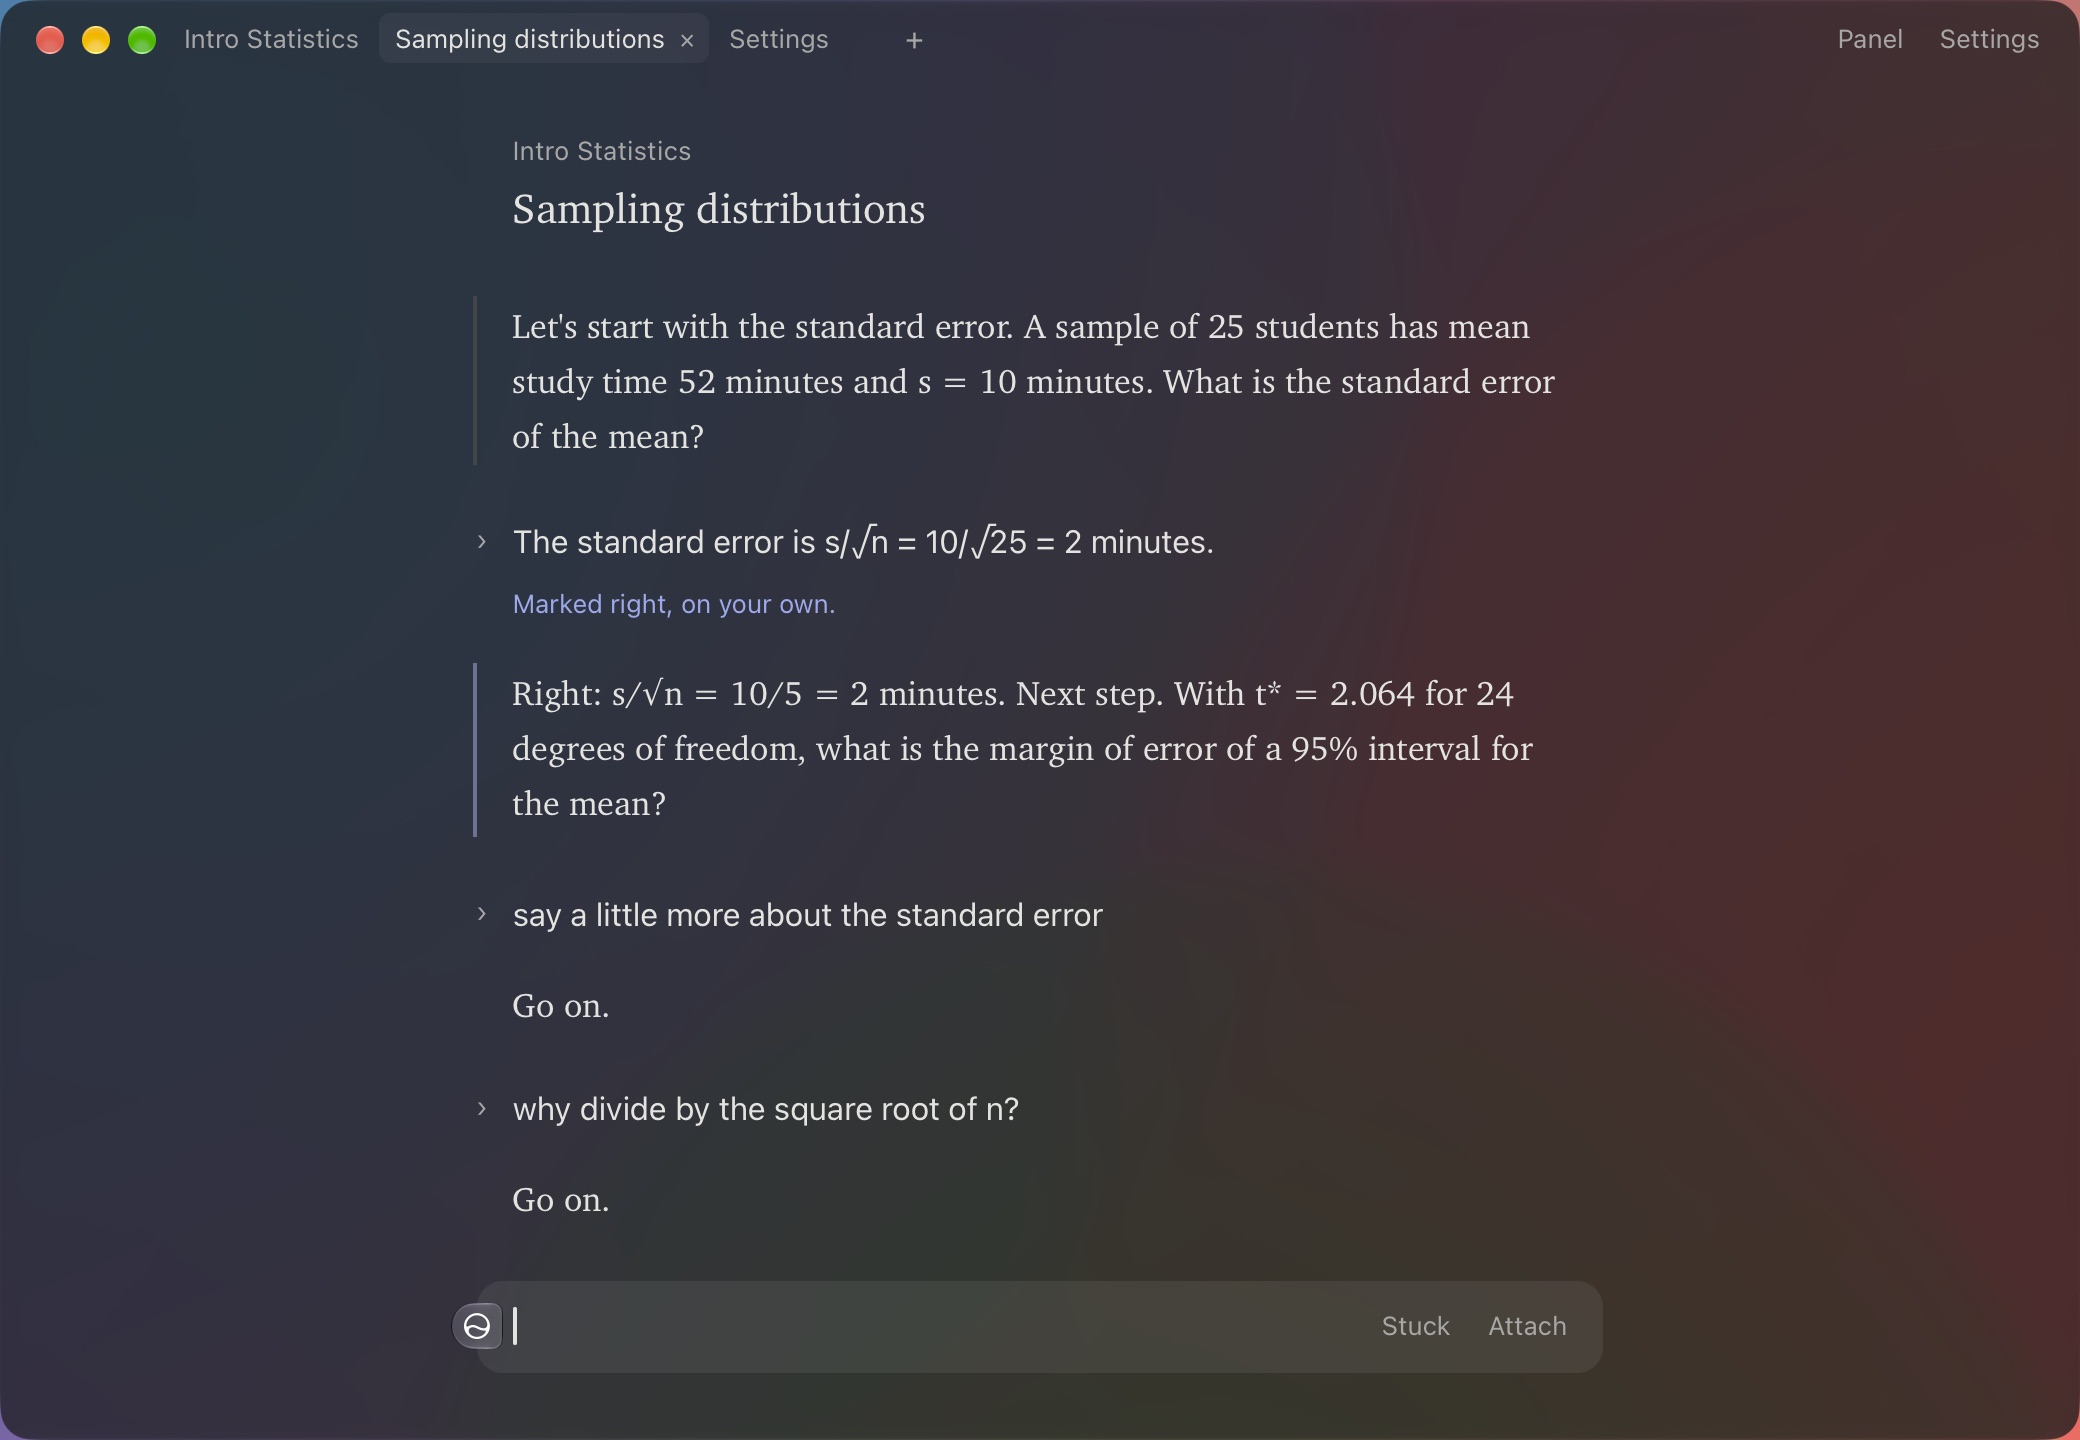 Intro Statistics
Sampling distributions ×
Settings
+
Panel
Settings
Intro Statistics
Sampling distributions
Let's start with the standard error. A sample of 25 students has mean
study time 52 minutes and s = 10 minutes. What is the standard error
of the mean?
› The standard error is s/√n = 10/√25 = 2 minutes.
Marked right, on your own.
Right: s/√n = 10/5 = 2 minutes. Next step. With t* = 2.064 for 24
degrees of freedom, what is the margin of error of a 95% interval for
the mean?
› say a little more about the standard error
Go on.
› why divide by the square root of n?
Go on.
Stuck
Attach